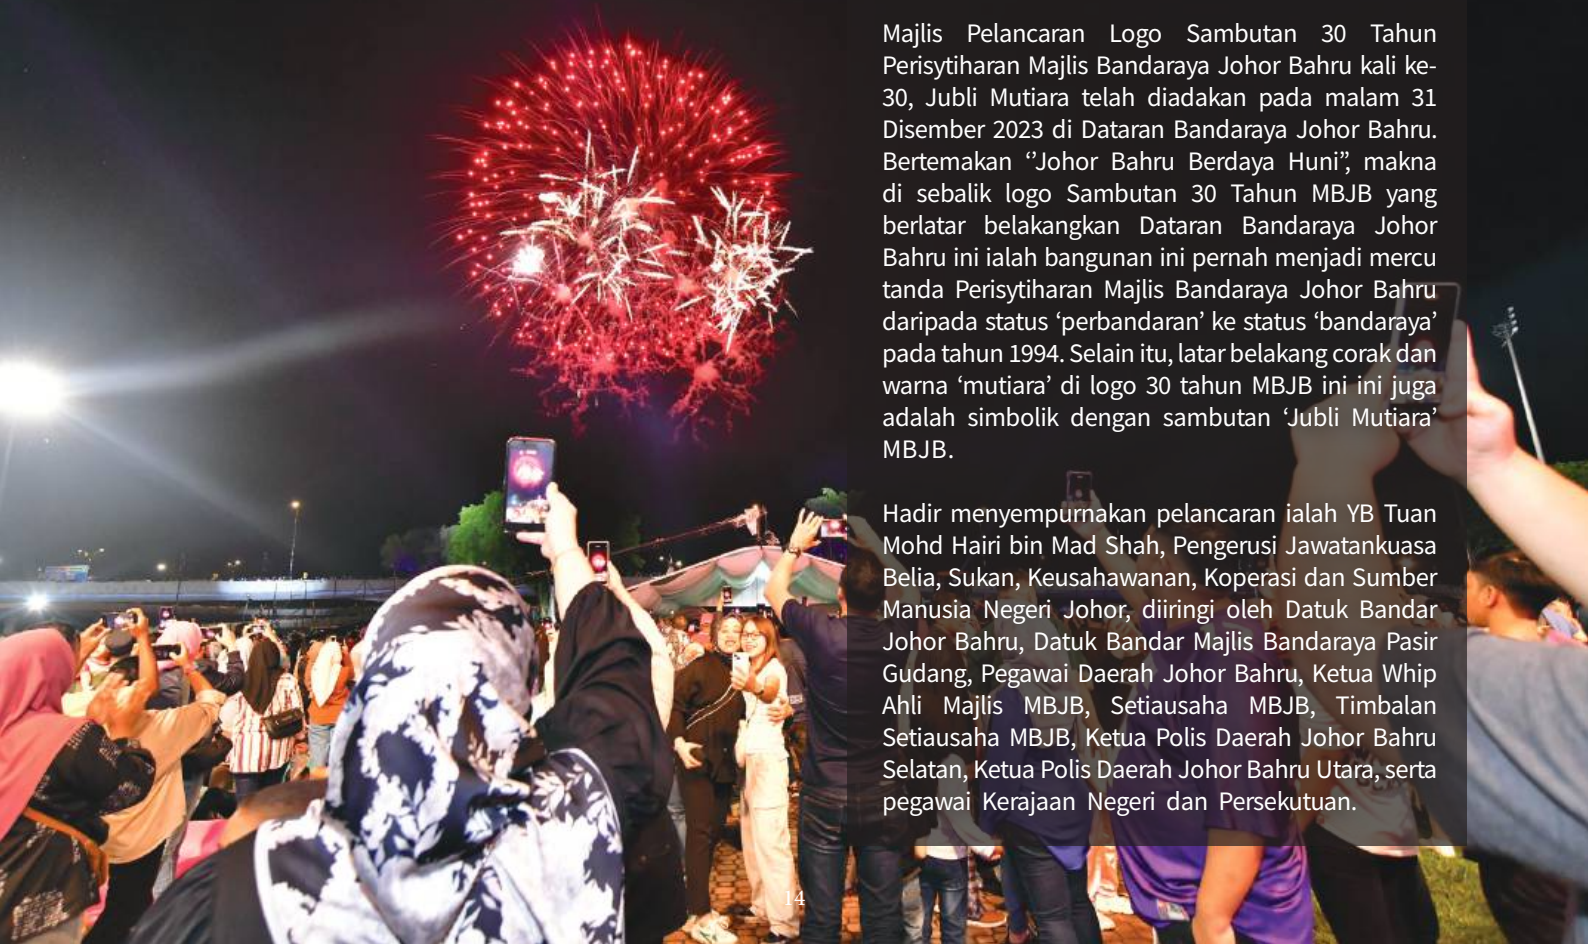 Majlis Pelancaran Logo Sambutan 30 Tahun
Perisytiharan Majlis Bandaraya Johor Bahru kali ke-
30, Jubli Mutiara telah diadakan pada malam 31
Disember 2023 di Dataran Bandaraya Johor Bahru.
Bertemakan ‘’Johor Bahru Berdaya Huni”, makna
di sebalik logo Sambutan 30 Tahun MBJB yang
berlatar belakangkan Dataran Bandaraya Johor
Bahru ini ialah bangunan ini pernah menjadi mercu
tanda Perisytiharan Majlis Bandaraya Johor Bahru
daripada status ‘perbandaran’ ke status ‘bandaraya’
pada tahun 1994. Selain itu, latar belakang corak dan
warna ‘mutiara’ di logo 30 tahun MBJB ini ini juga
adalah simbolik dengan sambutan ‘Jubli Mutiara’
MBJB.
Hadir menyempurnakan pelancaran ialah YB Tuan
Mohd Hairi bin Mad Shah, Pengerusi Jawatankuasa
Belia, Sukan, Keusahawanan, Koperasi dan Sumber
Manusia Negeri Johor, diiringi oleh Datuk Bandar
Johor Bahru, Datuk Bandar Majlis Bandaraya Pasir
Gudang, Pegawai Daerah Johor Bahru, Ketua Whip
Ahli Majlis MBJB, Setiausaha MBJB, Timbalan
Setiausaha MBJB, Ketua Polis Daerah Johor Bahru
Selatan, Ketua Polis Daerah Johor Bahru Utara, serta
pegawai Kerajaan Negeri dan Persekutuan.
14